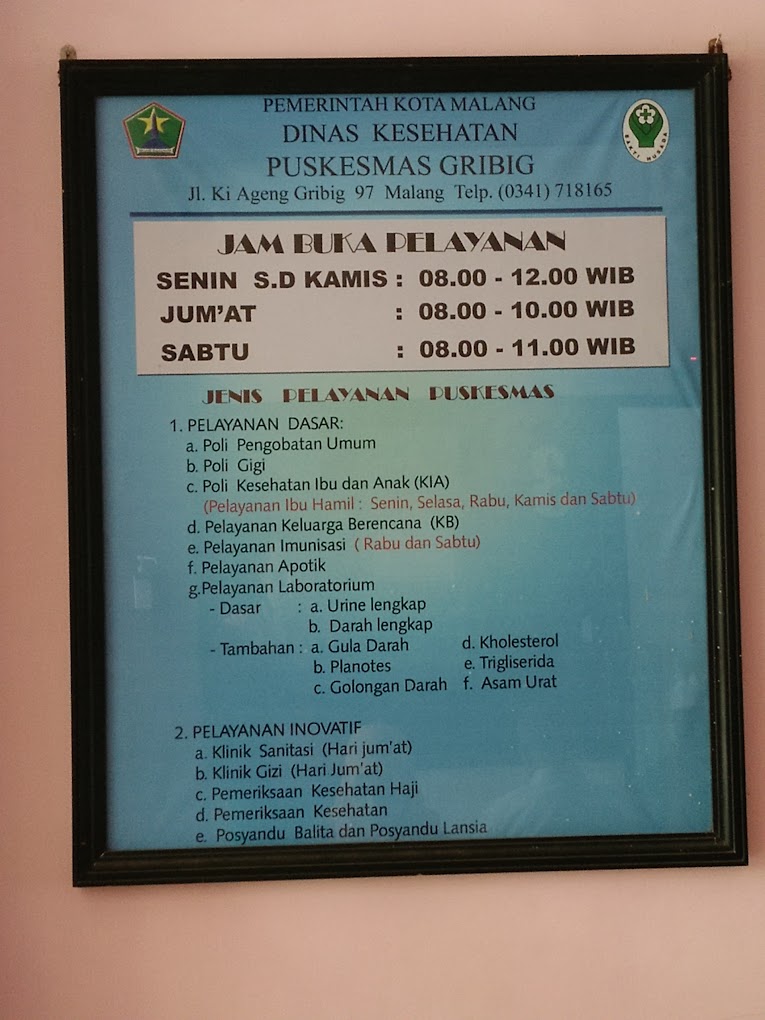 PEMERINTAH KOTA MALANG
DINAS KESEHATAN
PUSKESMAS GRIBIG
Jl. Ki Ageng Gribig 97 Malang Telp. (0341) 718165
BAKTI HUSADA
JAM BUKA PELAYANAN
SENIN S.D KAMIS : 08.00 - 12.00 WIB
JUM'AT : 08.00 - 10.00 WIB
SABTU : 08.00 - 11.00 WIB
JENIS PELAYANAN PUSKESMAS
1. PELAYANAN DASAR:
a. Poli Pengobatan Umum
b. Poli Gigi
c. Poli Kesehatan Ibu dan Anak (KIA)
(Pelayanan Ibu Hamil : Senin, Selasa, Rabu, Kamis dan Sabtu)
d. Pelayanan Keluarga Berencana (KB)
e. Pelayanan Imunisasi ( Rabu dan Sabtu)
f. Pelayanan Apotik
g.Pelayanan Laboratorium
- Dasar : a. Urine lengkap
b. Darah lengkap
- Tambahan : a. Gula Darah d. Kholesterol
b. Planotes e. Trigliserida
c. Golongan Darah f. Asam Urat
2. PELAYANAN INOVATIF
a. Klinik Sanitasi (Hari jum'at)
b. Klinik Gizi (Hari Jum'at)
c. Pemeriksaan Kesehatan Haji
d. Pemeriksaan Kesehatan
e. Posyandu Balita dan Posyandu Lansia